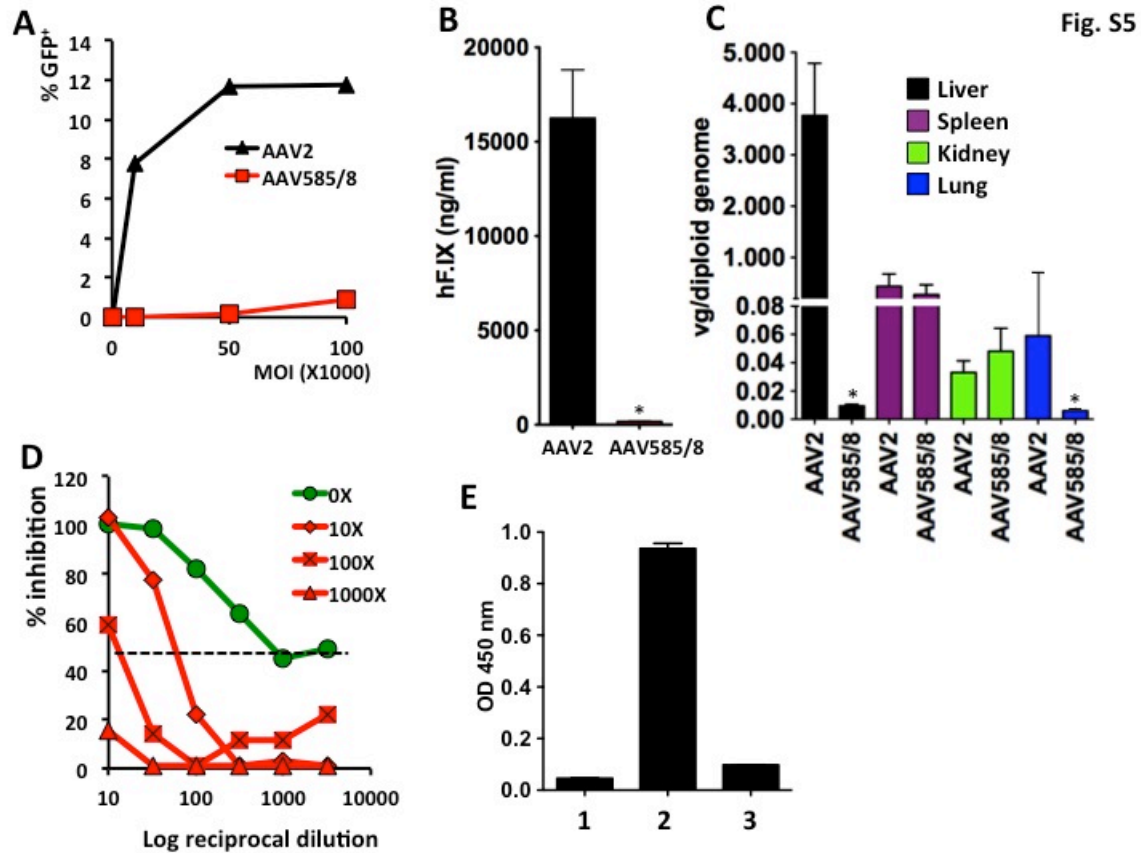 Fig. S5
A
% GFP+
14
12
10
8
6
4
2
0
0 50 100
MOI (X1000)
AAV2
AAV585/8
B
hF.IX (ng/ml)
20000
15000
10000
5000
0
*
AAV2 AAV585/8
C
vg/diploid genome
5.000
4.000
3.000
2.000
1.000
0.08
0.06
0.04
0.02
0.00
Liver
Spleen
Kidney
Lung
*
*
AAV2
AAV585/8
AAV2
AAV585/8
AAV2
AAV585/8
AAV2
AAV585/8
D
% inhibition
120
100
80
60
40
20
0
10 100 1000 10000
Log reciprocal dilution
0X
10X
100X
1000X
E
OD 450 nm
1.0
0.8
0.6
0.4
0.2
0.0
1 2 3